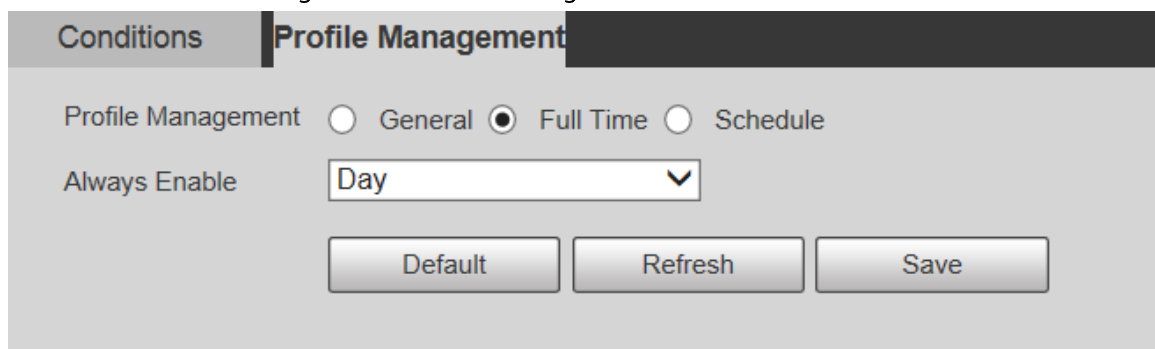 Conditions Profile Management
Profile Management General Full Time Schedule
Always Enable Day
Default Refresh Save